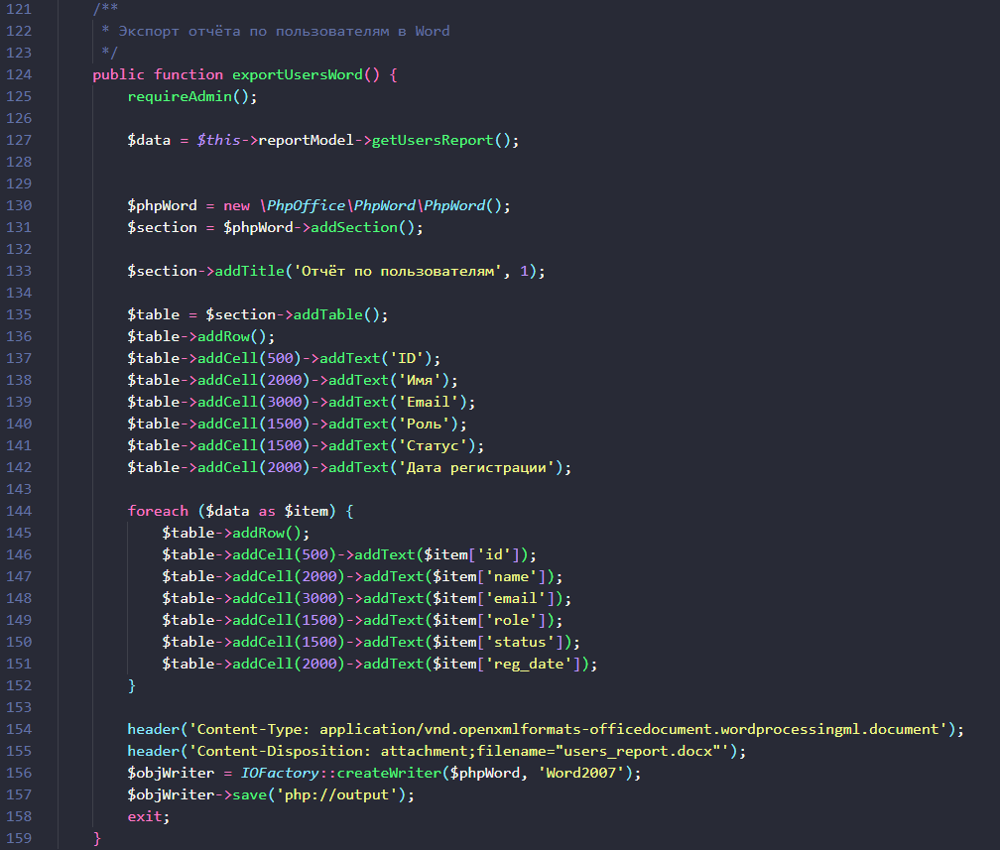 121 /**
122 * Экспорт отчёта по пользователям в Word
123 */
124 public function exportUsersWord() {
125 requireAdmin();
126
127 $data = $this->reportModel->getUsersReport();
128
129
130 $phpWord = new \PhpOffice\PhpWord\PhpWord();
131 $section = $phpWord->addSection();
132
133 $section->addTitle('Отчёт по пользователям', 1);
134
135 $table = $section->addTable();
136 $table->addRow();
137 $table->addCell(500)->addText('ID');
138 $table->addCell(2000)->addText('Имя');
139 $table->addCell(3000)->addText('Email');
140 $table->addCell(1500)->addText('Роль');
141 $table->addCell(1500)->addText('Статус');
142 $table->addCell(2000)->addText('Дата регистрации');
143
144 foreach ($data as $item) {
145 $table->addRow();
146 $table->addCell(500)->addText($item['id']);
147 $table->addCell(2000)->addText($item['name']);
148 $table->addCell(3000)->addText($item['email']);
149 $table->addCell(1500)->addText($item['role']);
150 $table->addCell(1500)->addText($item['status']);
151 $table->addCell(2000)->addText($item['reg_date']);
152 }
153
154 header('Content-Type: application/vnd.openxmlformats-officedocument.wordprocessingml.document');
155 header('Content-Disposition: attachment;filename="users_report.docx"');
156 $objWriter = IOFactory::createWriter($phpWord, 'Word2007');
157 $objWriter->save('php://output');
158 exit;
159 }